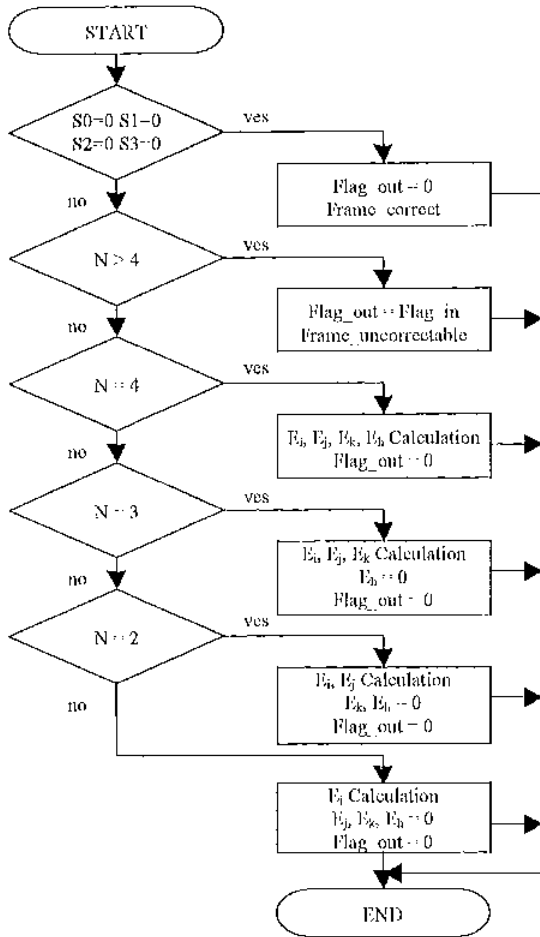 START
S0=0 S1=0
S2=0 S3=0
yes
Flag_out = 0
Frame_correct
no
N > 4
yes
Flag_out = Flag_in
Frame_uncorrectable
no
N = 4
yes
Ei, Ej, Ek, Eh Calculation
Flag_out = 0
no
N = 3
yes
Ei, Ej, Ek Calculation
Eh = 0
Flag_out = 0
no
N = 2
yes
Ei, Ej Calculation
Ek, Eh = 0
Flag_out = 0
no
Ei Calculation
Ej, Ek, Eh = 0
Flag_out = 0
END